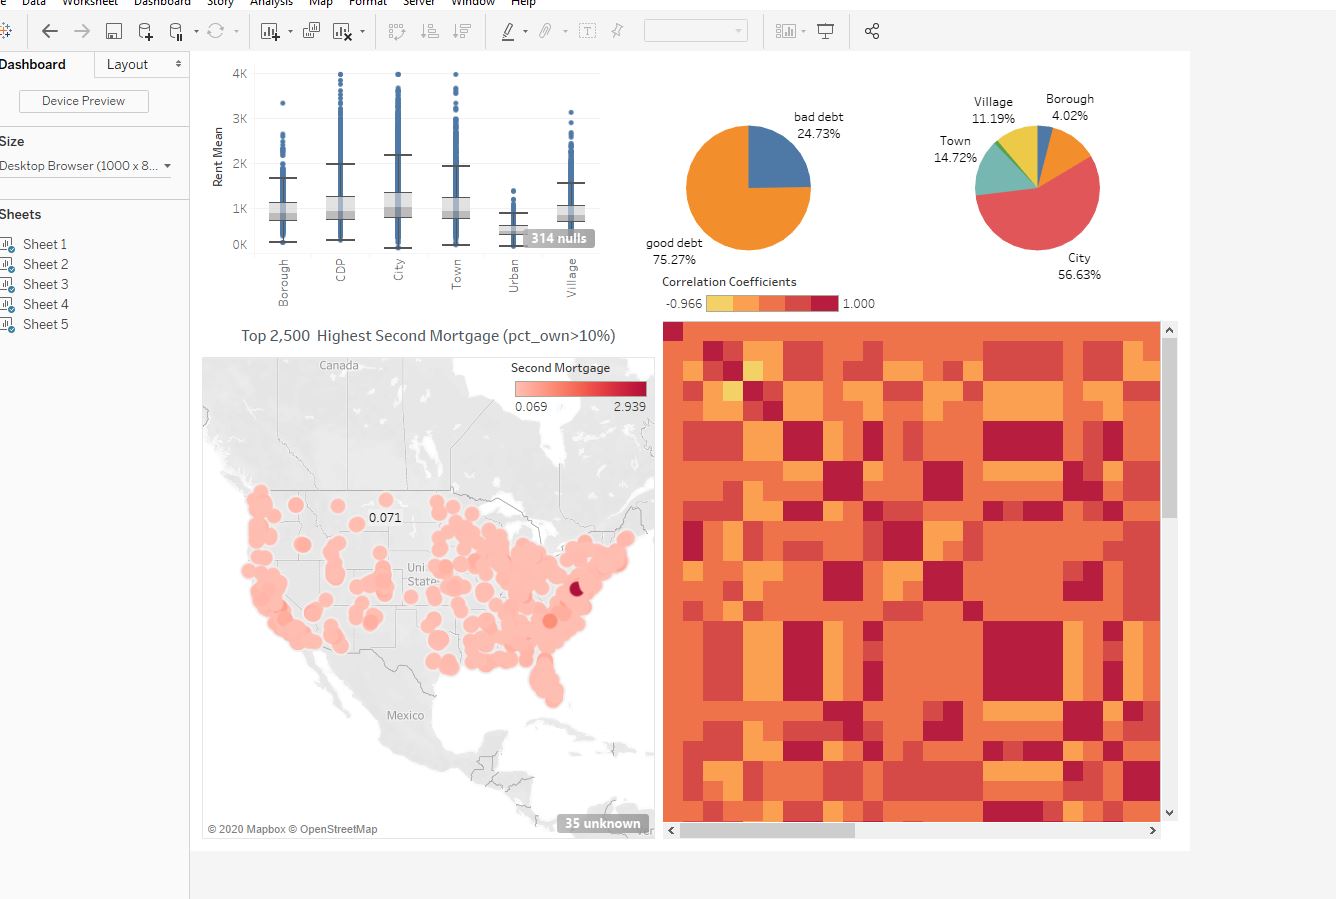 Data Worksheet Dashboard Story Analysis Map Format Server Window Help
Dashboard Layout
Device Preview
Size
Desktop Browser (1000 x 8...
Sheets
Sheet 1
Sheet 2
Sheet 3
Sheet 4
Sheet 5
4K
3K
2K
1K
0K
Rent Mean
314 nulls
Borough
CDP
City
Town
Urban
Village
bad debt
24.73%
good debt
75.27%
Village
11.19%
Borough
4.02%
Town
14.72%
City
56.63%
Correlation Coefficients
-0.966 1.000
Top 2,500 Highest Second Mortgage (pct_own>10%)
Second Mortgage
0.069 2.939
Canada
0.071
Uni
State
Mexico
35 unknown
© 2020 Mapbox © OpenStreetMap